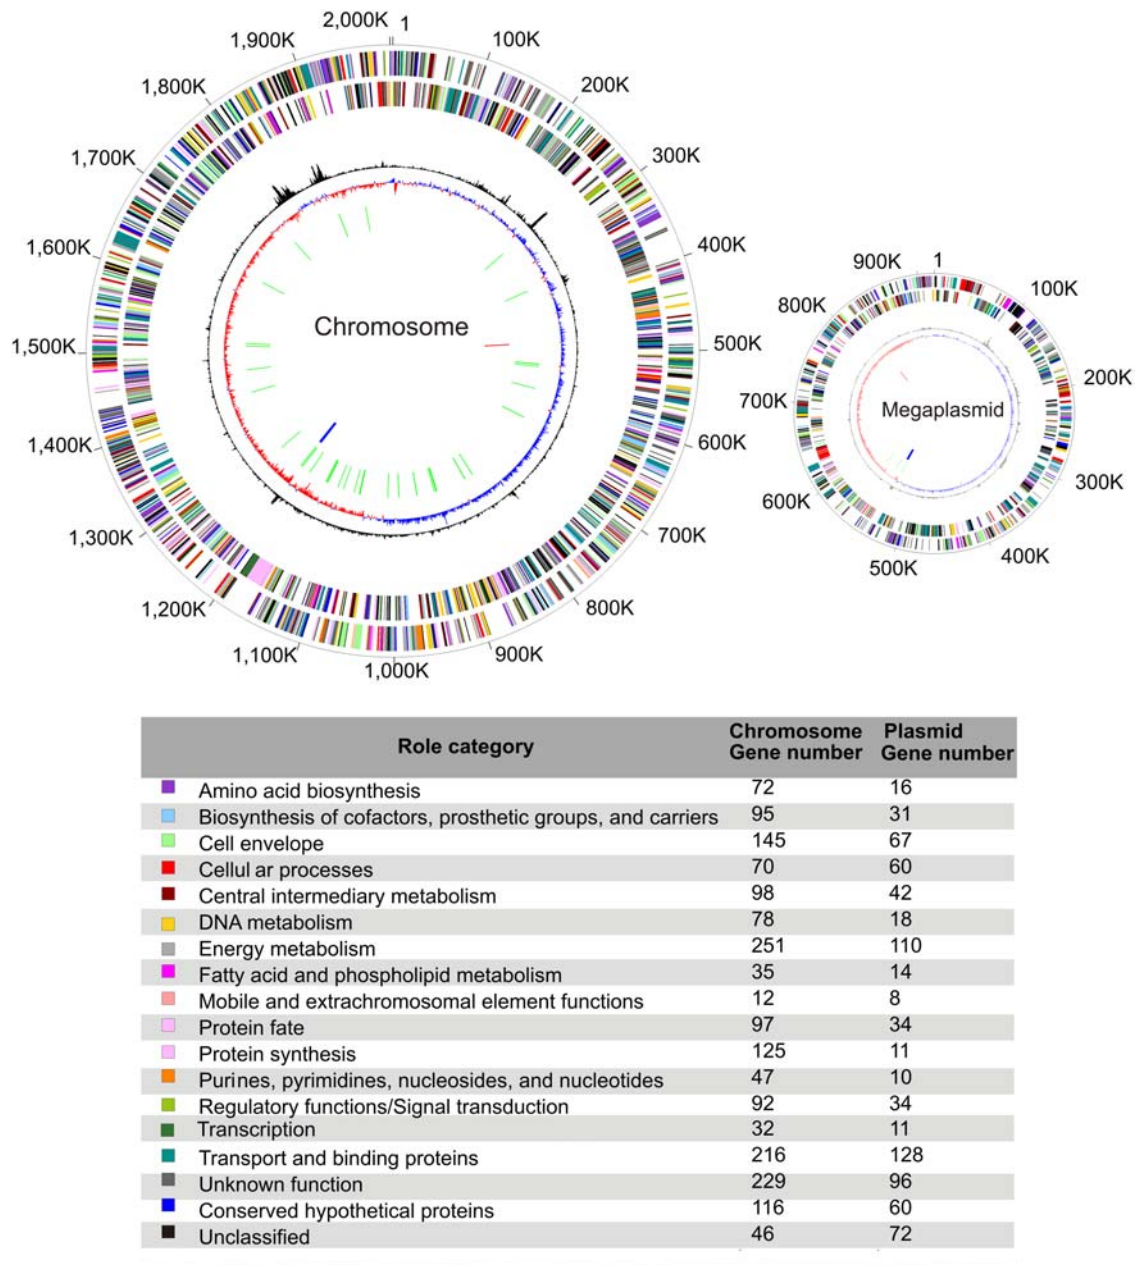 2,000K 1
100K
200K
300K
400K
500K
600K
700K
800K
900K
1,000K
1,100K
1,200K
1,300K
1,400K
1,500K
1,600K
1,700K
1,800K
1,900K
Chromosome
1
100K
200K
300K
400K
500K
600K
700K
800K
900K
Megaplasmid
Role category Chromosome Gene number Plasmid Gene number
Amino acid biosynthesis 72 16
Biosynthesis of cofactors, prosthetic groups, and carriers 95 31
Cell envelope 145 67
Cellul ar processes 70 60
Central intermediary metabolism 98 42
DNA metabolism 78 18
Energy metabolism 251 110
Fatty acid and phospholipid metabolism 35 14
Mobile and extrachromosomal element functions 12 8
Protein fate 97 34
Protein synthesis 125 11
Purines, pyrimidines, nucleosides, and nucleotides 47 10
Regulatory functions/Signal transduction 92 34
Transcription 32 11
Transport and binding proteins 216 128
Unknown function 229 96
Conserved hypothetical proteins 116 60
Unclassified 46 72